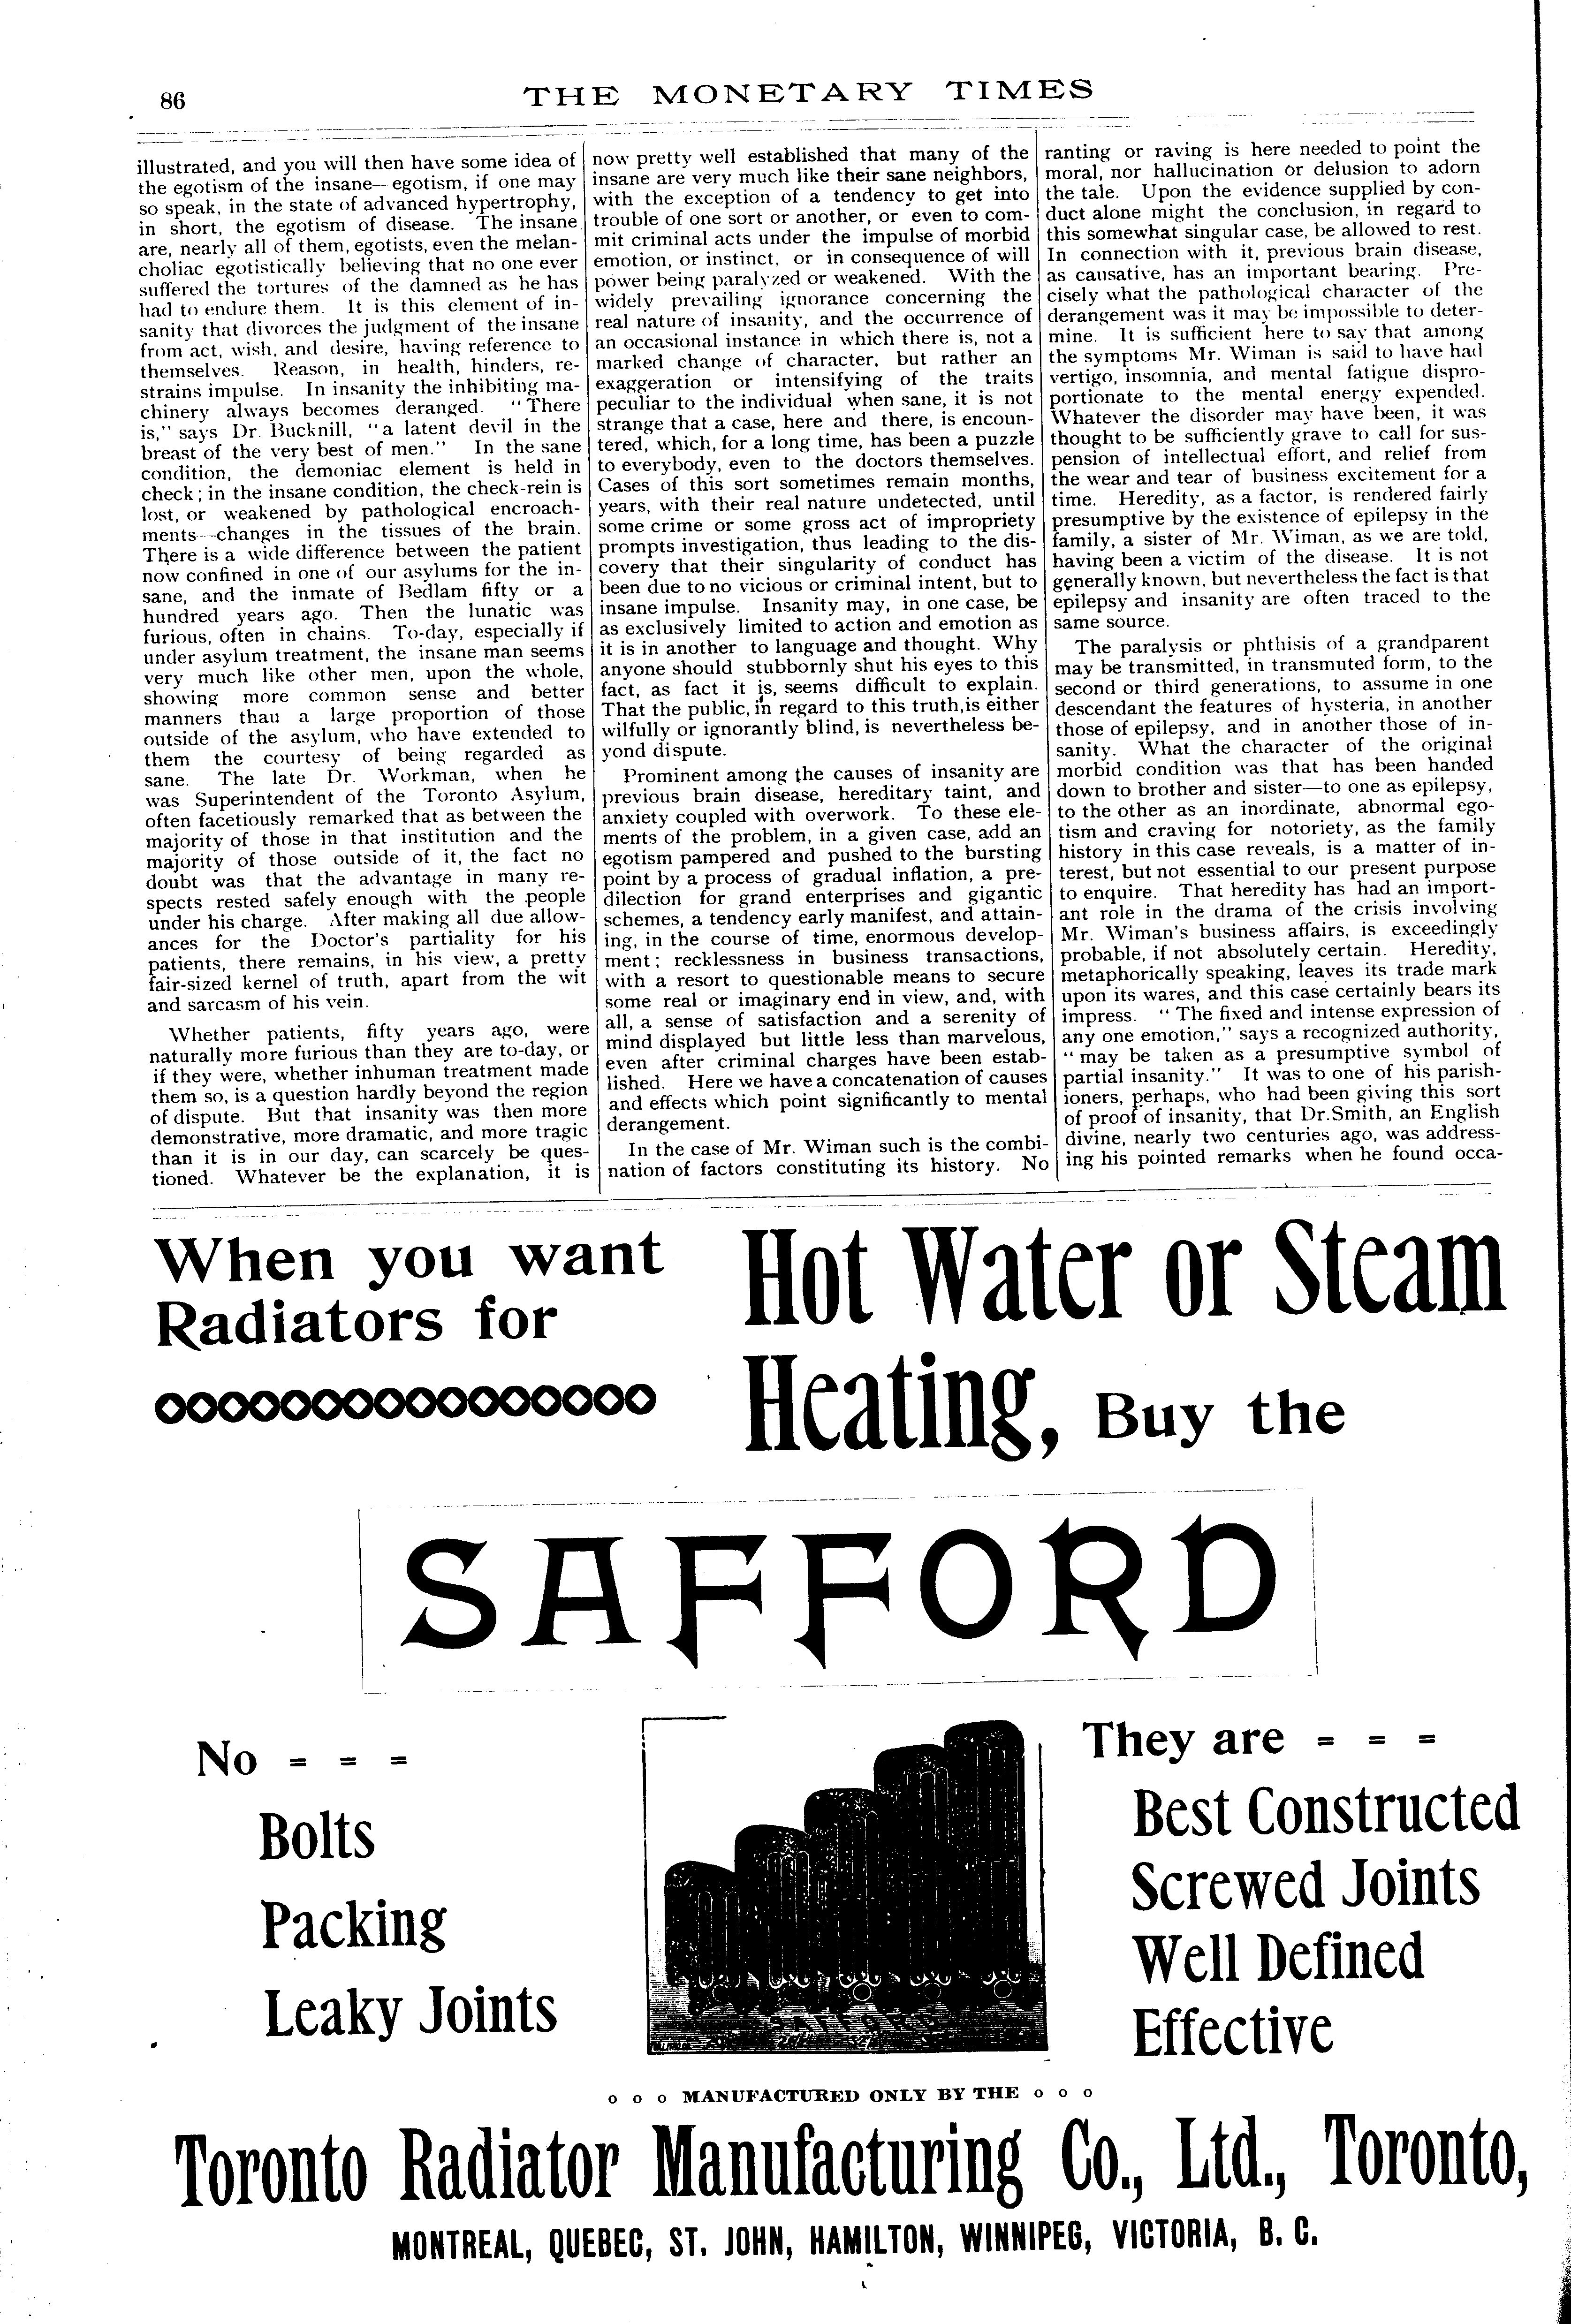 86
THE MONETARY TIMES
illustrated, and you will then have some idea of
the egotism of the insane—egotism, if one may
so speak, in the state of advanced hypertrophy,
in short, the egotism of disease. The insane
are, nearly all of them, egotists, even the melan-
choliac egotistically believing that no one ever
suffered the tortures of the damned as he has
had to endure them. It is this element of in-
sanity that divorces the judgment of the insane
from act, wish, and desire, having reference to
themselves. Reason, in health, hinders, re-
strains impulse. In insanity the inhibiting ma-
chinery always becomes deranged. "There
is," says Dr. Bucknill, "a latent devil in the
breast of the very best of men." In the sane
condition, the demoniac element is held in
check; in the insane condition, the check-rein is
lost, or weakened by pathological encroach-
ments—changes in the tissues of the brain.
There is a wide difference between the patient
now confined in one of our asylums for the in-
sane, and the inmate of Bedlam fifty or a
hundred years ago. Then the lunatic was
furious, often in chains. To-day, especially if
under asylum treatment, the insane man seems
very much like other men, upon the whole,
showing more common sense and better
manners thau a large proportion of those
outside of the asylum, who have extended to
them the courtesy of being regarded as
sane. The late Dr. Workman, when he
was Superintendent of the Toronto Asylum,
often facetiously remarked that as between the
majority of those in that institution and the
majority of those outside of it, the fact no
doubt was that the advantage in many re-
spects rested safely enough with the people
under his charge. After making all due allow-
ances for the Doctor's partiality for his
patients, there remains, in his view, a pretty
fair-sized kernel of truth, apart from the wit
and sarcasm of his vein.
Whether patients, fifty years ago, were
naturally more furious than they are to-day, or
if they were, whether inhuman treatment made
them so, is a question hardly beyond the region
of dispute. But that insanity was then more
demonstrative, more dramatic, and more tragic
than it is in our day, can scarcely be ques-
tioned. Whatever be the explanation, it is
now pretty well established that many of the
insane are very much like their sane neighbors,
with the exception of a tendency to get into
trouble of one sort or another, or even to com-
mit criminal acts under the impulse of morbid
emotion, or instinct, or in consequence of will
power being paralyzed or weakened. With the
widely prevailing ignorance concerning the
real nature of insanity, and the occurrence of
an occasional instance in which there is, not a
marked change of character, but rather an
exaggeration or intensifying of the traits
peculiar to the individual when sane, it is not
strange that a case, here and there, is encoun-
tered, which, for a long time, has been a puzzle
to everybody, even to the doctors themselves.
Cases of this sort sometimes remain months,
years, with their real nature undetected, until
some crime or some gross act of impropriety
prompts investigation, thus leading to the dis-
covery that their singularity of conduct has
been due to no vicious or criminal intent, but to
insane impulse. Insanity may, in one case, be
as exclusively limited to action and emotion as
it is in another to language and thought. Why
anyone should stubbornly shut his eyes to this
fact, as fact it is, seems difficult to explain.
That the public, in regard to this truth, is either
wilfully or ignorantly blind, is nevertheless be-
yond dispute.
Prominent among the causes of insanity are
previous brain disease, hereditary taint, and
anxiety coupled with overwork. To these ele-
ments of the problem, in a given case, add an
egotism pampered and pushed to the bursting
point by a process of gradual inflation, a pre-
dilection for grand enterprises and gigantic
schemes, a tendency early manifest, and attain-
ing, in the course of time, enormous develop-
ment; recklessness in business transactions,
with a resort to questionable means to secure
some real or imaginary end in view, and, with
all, a sense of satisfaction and a serenity of
mind displayed but little less than marvelous,
even after criminal charges have been estab-
lished. Here we have a concatenation of causes
and effects which point significantly to mental
derangement.
In the case of Mr. Wiman such is the combi-
nation of factors constituting its history. No
ranting or raving is here needed to point the
moral, nor hallucination or delusion to adorn
the tale. Upon the evidence supplied by con-
duct alone might the conclusion, in regard to
this somewhat singular case, be allowed to rest.
In connection with it, previous brain disease,
as causative, has an important bearing. Pre-
cisely what the pathological character of the
derangement was it may be impossible to deter-
mine. It is sufficient here to say that among
the symptoms Mr. Wiman is said to have had
vertigo, insomnia, and mental fatigue dispro-
portionate to the mental energy expended.
Whatever the disorder may have been, it was
thought to be sufficiently grave to call for sus-
pension of intellectual effort, and relief from
the wear and tear of business excitement for a
time. Heredity, as a factor, is rendered fairly
presumptive by the existence of epilepsy in the
family, a sister of Mr. Wiman, as we are told,
having been a victim of the disease. It is not
generally known, but nevertheless the fact is that
epilepsy and insanity are often traced to the
same source.
The paralysis or phthisis of a grandparent
may be transmitted, in transmuted form, to the
second or third generations, to assume in one
descendant the features of hysteria, in another
those of epilepsy, and in another those of in-
sanity. What the character of the original
morbid condition was that has been handed
down to brother and sister—to one as epilepsy,
to the other as an inordinate, abnormal ego-
tism and craving for notoriety, as the family
history in this case reveals, is a matter of in-
terest, but not essential to our present purpose
to enquire. That heredity has had an import-
ant role in the drama of the crisis involving
Mr. Wiman's business affairs, is exceedingly
probable, if not absolutely certain. Heredity,
metaphorically speaking, leaves its trade mark
upon its wares, and this case certainly bears its
impress. "The fixed and intense expression of
any one emotion," says a recognized authority,
"may be taken as a presumptive symbol of
partial insanity." It was to one of his parish-
ioners, perhaps, who had been giving this sort
of proof of insanity, that Dr. Smith, an English
divine, nearly two centuries ago, was address-
ing his pointed remarks when he found occa-
When you want
Radiators for
Hot Water or Steam
Heating, Buy the
SAFFORD
No = = =
Bolts
Packing
Leaky Joints
SAFFORD
They are = = =
Best Constructed
Screwed Joints
Well Defined
Effective
o o o MANUFACTURED ONLY BY THE o o o
Toronto Radiator Manufacturing Co., Ltd., Toronto,
MONTREAL, QUEBEC, ST. JOHN, HAMILTON, WINNIPEG, VICTORIA, B. C.